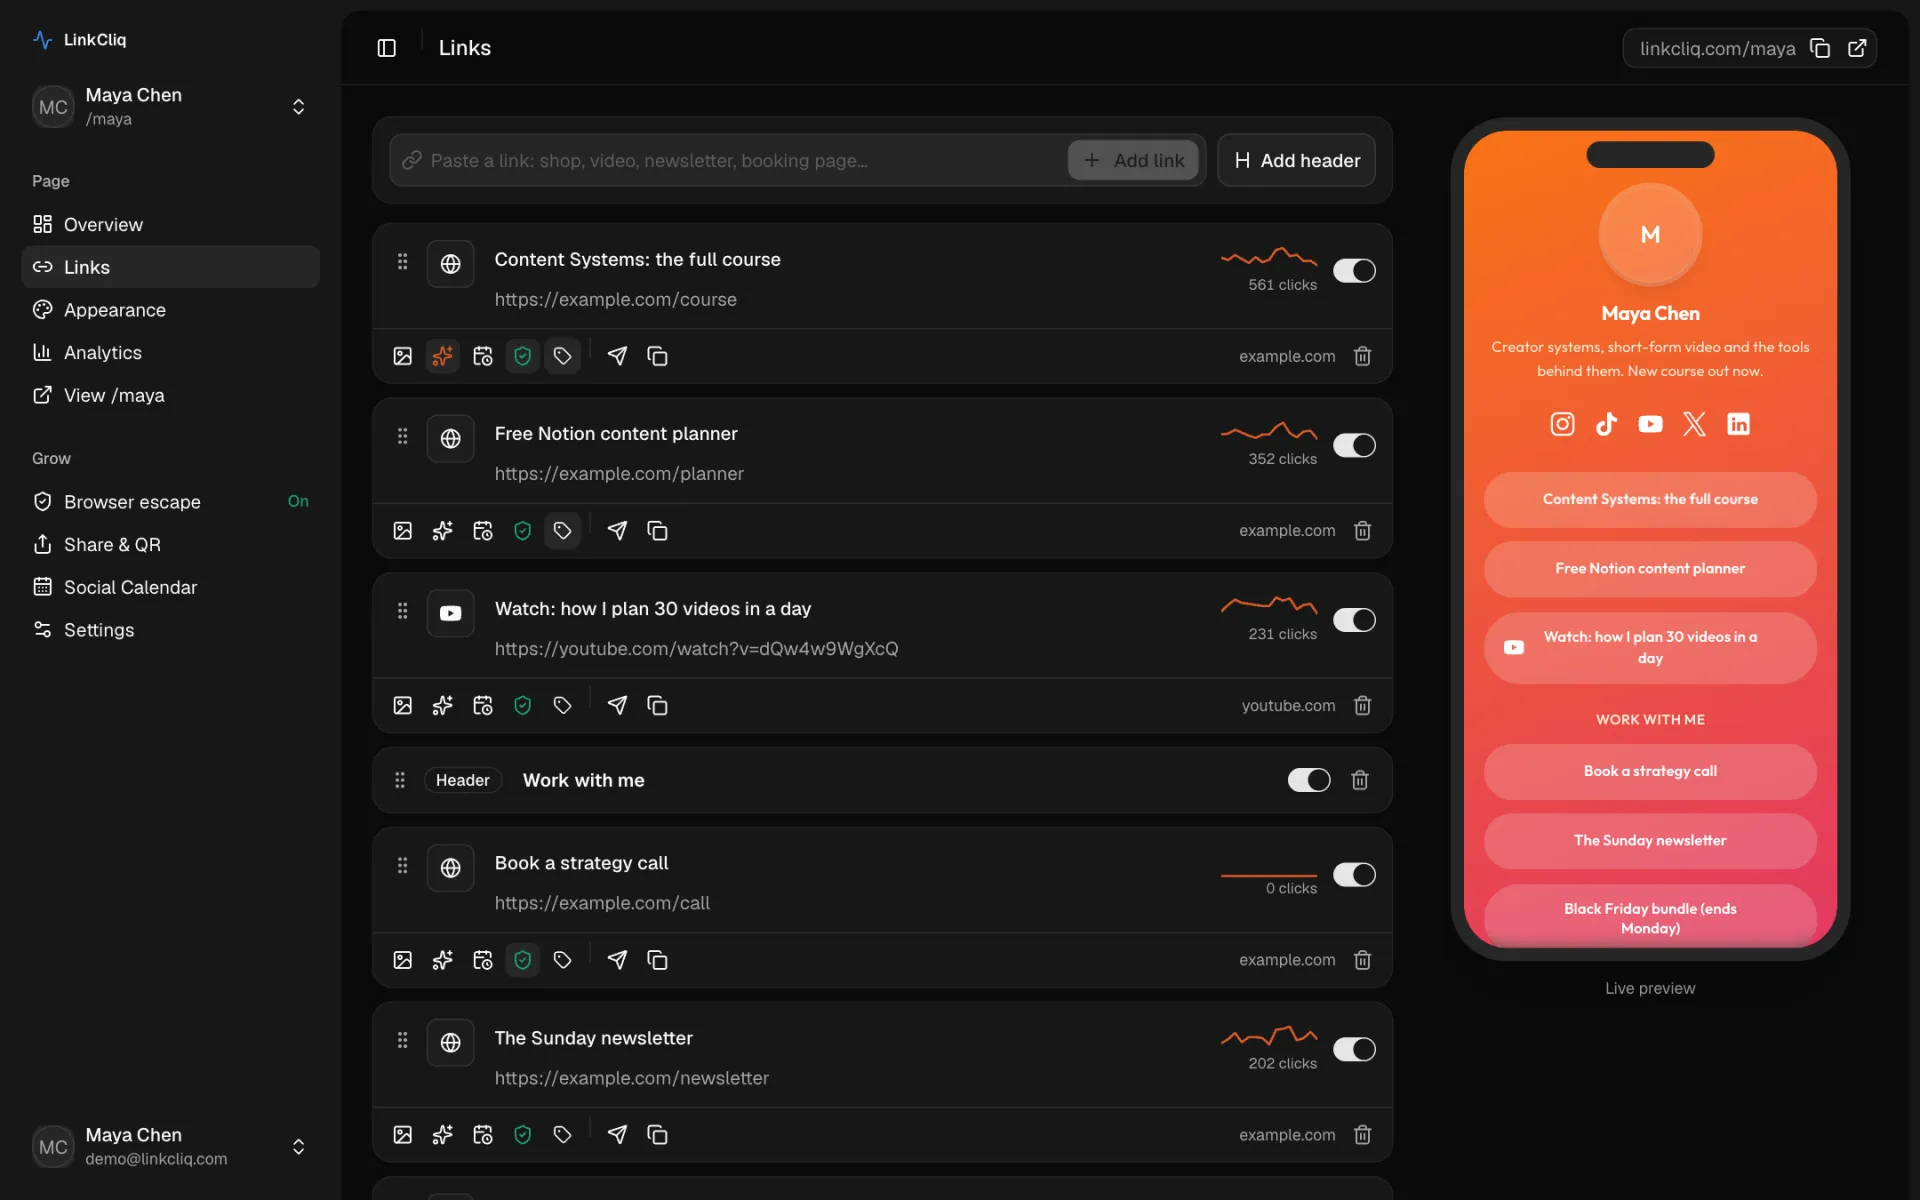 LinkCliq
MC
Maya Chen
/maya
Page
Overview
Links
Appearance
Analytics
View /maya
Grow
Browser escape
On
Share & QR
Social Calendar
Settings
MC
Maya Chen
demo@linkcliq.com
Links
linkcliq.com/maya
Paste a link: shop, video, newsletter, booking page...
+ Add link
H Add header
Content Systems: the full course
https://example.com/course
561 clicks
example.com
Free Notion content planner
https://example.com/planner
352 clicks
example.com
Watch: how I plan 30 videos in a day
https://youtube.com/watch?v=dQw4w9WgXcQ
231 clicks
youtube.com
Header
Work with me
Book a strategy call
https://example.com/call
0 clicks
example.com
The Sunday newsletter
https://example.com/newsletter
202 clicks
example.com
M
Maya Chen
Creator systems, short-form video and the tools
behind them. New course out now.
Content Systems: the full course
Free Notion content planner
Watch: how I plan 30 videos in a
day
WORK WITH ME
Book a strategy call
The Sunday newsletter
Black Friday bundle (ends
Monday)
Live preview